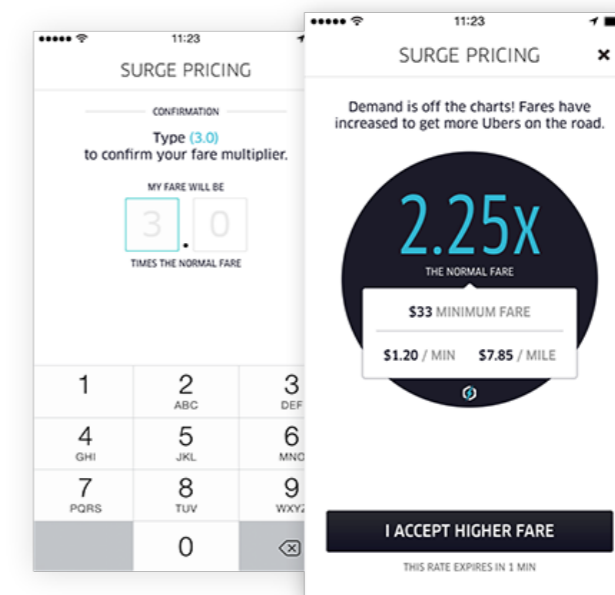 11:23
SURGE PRICING
CONFIRMATION
Type (3.0)
to confirm your fare multiplier.
MY FARE WILL BE
3.0
TIMES THE NORMAL FARE
1
2
ABC
3
DEF
4
GHI
5
JKL
6
MNO
7
PQRS
8
TUV
9
WXYZ
0
11:23
SURGE PRICING
Demand is off the charts! Fares have
increased to get more Ubers on the road.
2.25x
THE NORMAL FARE
$33 MINIMUM FARE
$1.20 / MIN $7.85 / MILE
I ACCEPT HIGHER FARE
THIS RATE EXPIRES IN 1 MIN